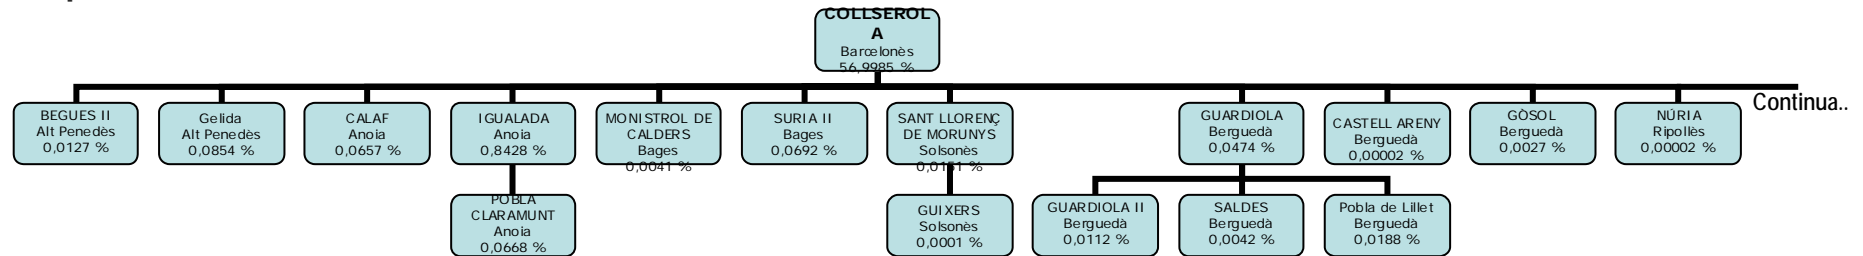 COLLSEROL
A
Barcelonès
56,9985 %
BEGUES II
Alt Penedès
0,0127 %
Gelida
Alt Penedès
0,0854 %
CALAF
Anoia
0,0657 %
IGUALADA
Anoia
0,8428 %
MONISTROL DE
CALDERS
Bages
0,0041 %
SURIA II
Bages
0,0692 %
SANT LLORENÇ
DE MORUNYS
Solsonès
0,0151 %
GUARDIOLA
Berguedà
0,0474 %
CASTELL ARENY
Berguedà
0,00002 %
GÒSOL
Berguedà
0,0027 %
NÚRIA
Ripollès
0,00002 %
Continua..
POBLA
CLARAMUNT
Anoia
0,0668 %
GUIXERS
Solsonès
0,0001 %
GUARDIOLA II
Berguedà
0,0112 %
SALDES
Berguedà
0,0042 %
Pobla de Lillet
Berguedà
0,0188 %